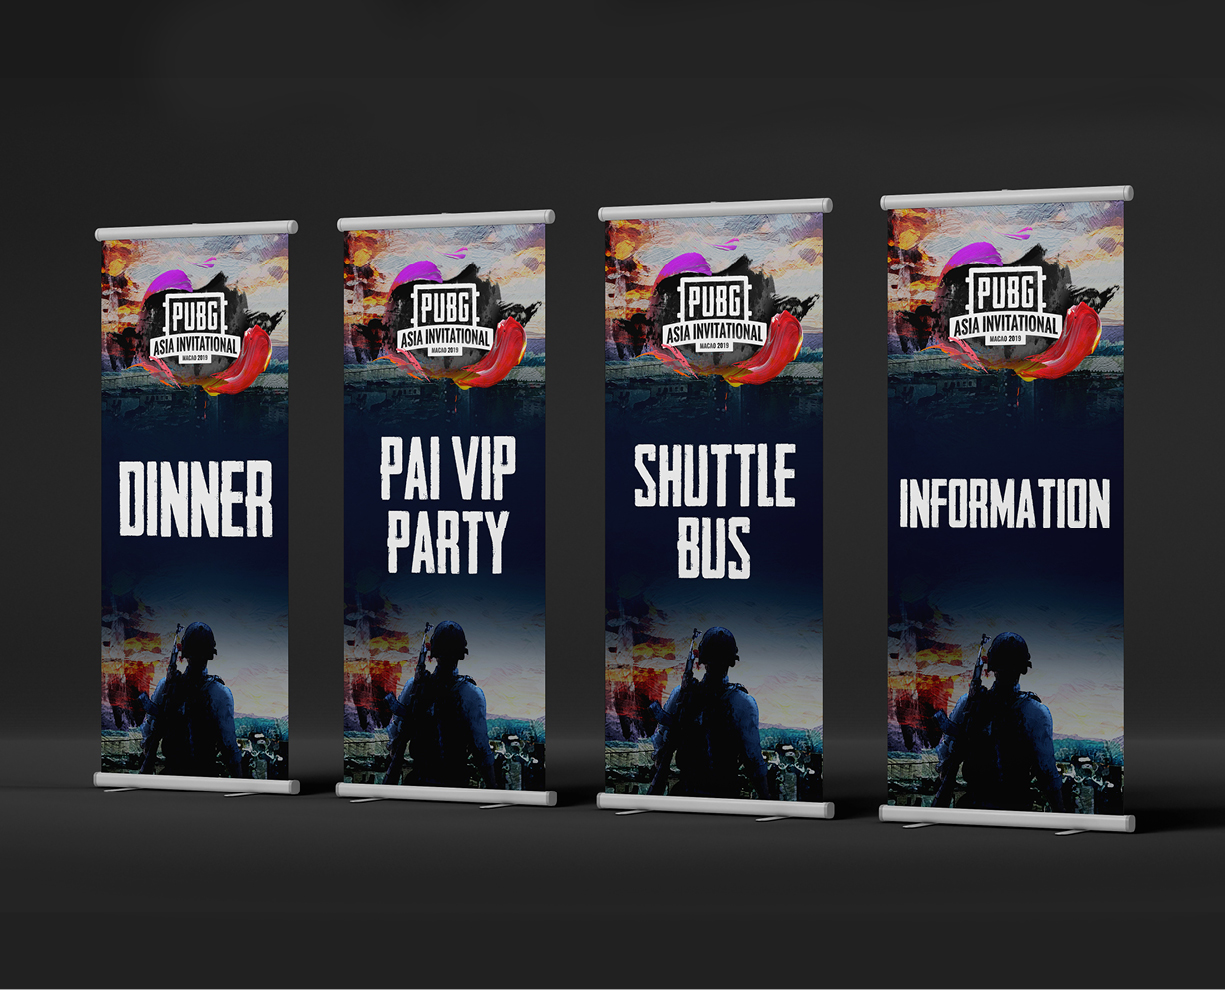 PUBG
ASIA INVITATIONAL
MACAO 2019
DINNER
PUBG
ASIA INVITATIONAL
MACAO 2019
PAI VIP
PARTY
PUBG
ASIA INVITATIONAL
MACAO 2019
SHUTTLE
BUS
PUBG
ASIA INVITATIONAL
MACAO 2019
INFORMATION